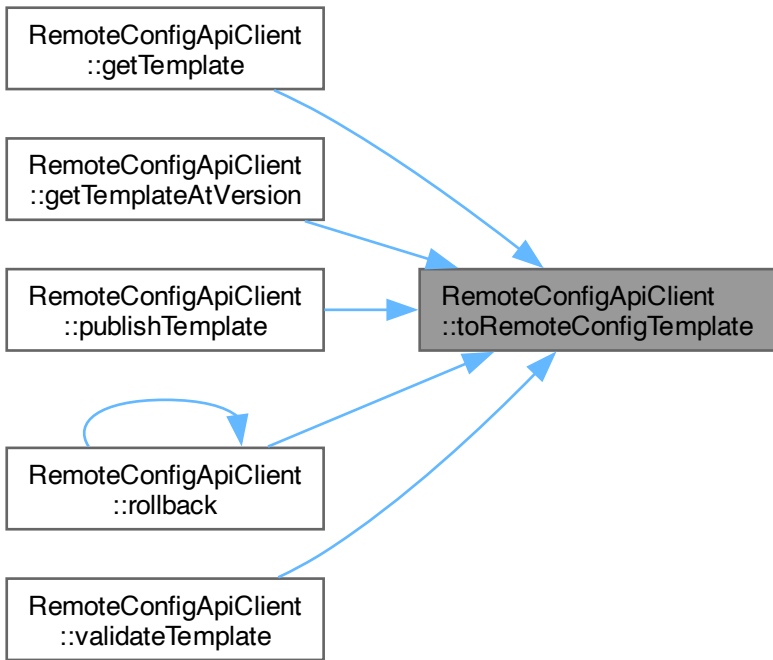 RemoteConfigApiClient
::getTemplate
RemoteConfigApiClient
::getTemplateAtVersion
RemoteConfigApiClient
::publishTemplate
RemoteConfigApiClient
::toRemoteConfigTemplate
RemoteConfigApiClient
::rollback
RemoteConfigApiClient
::validateTemplate